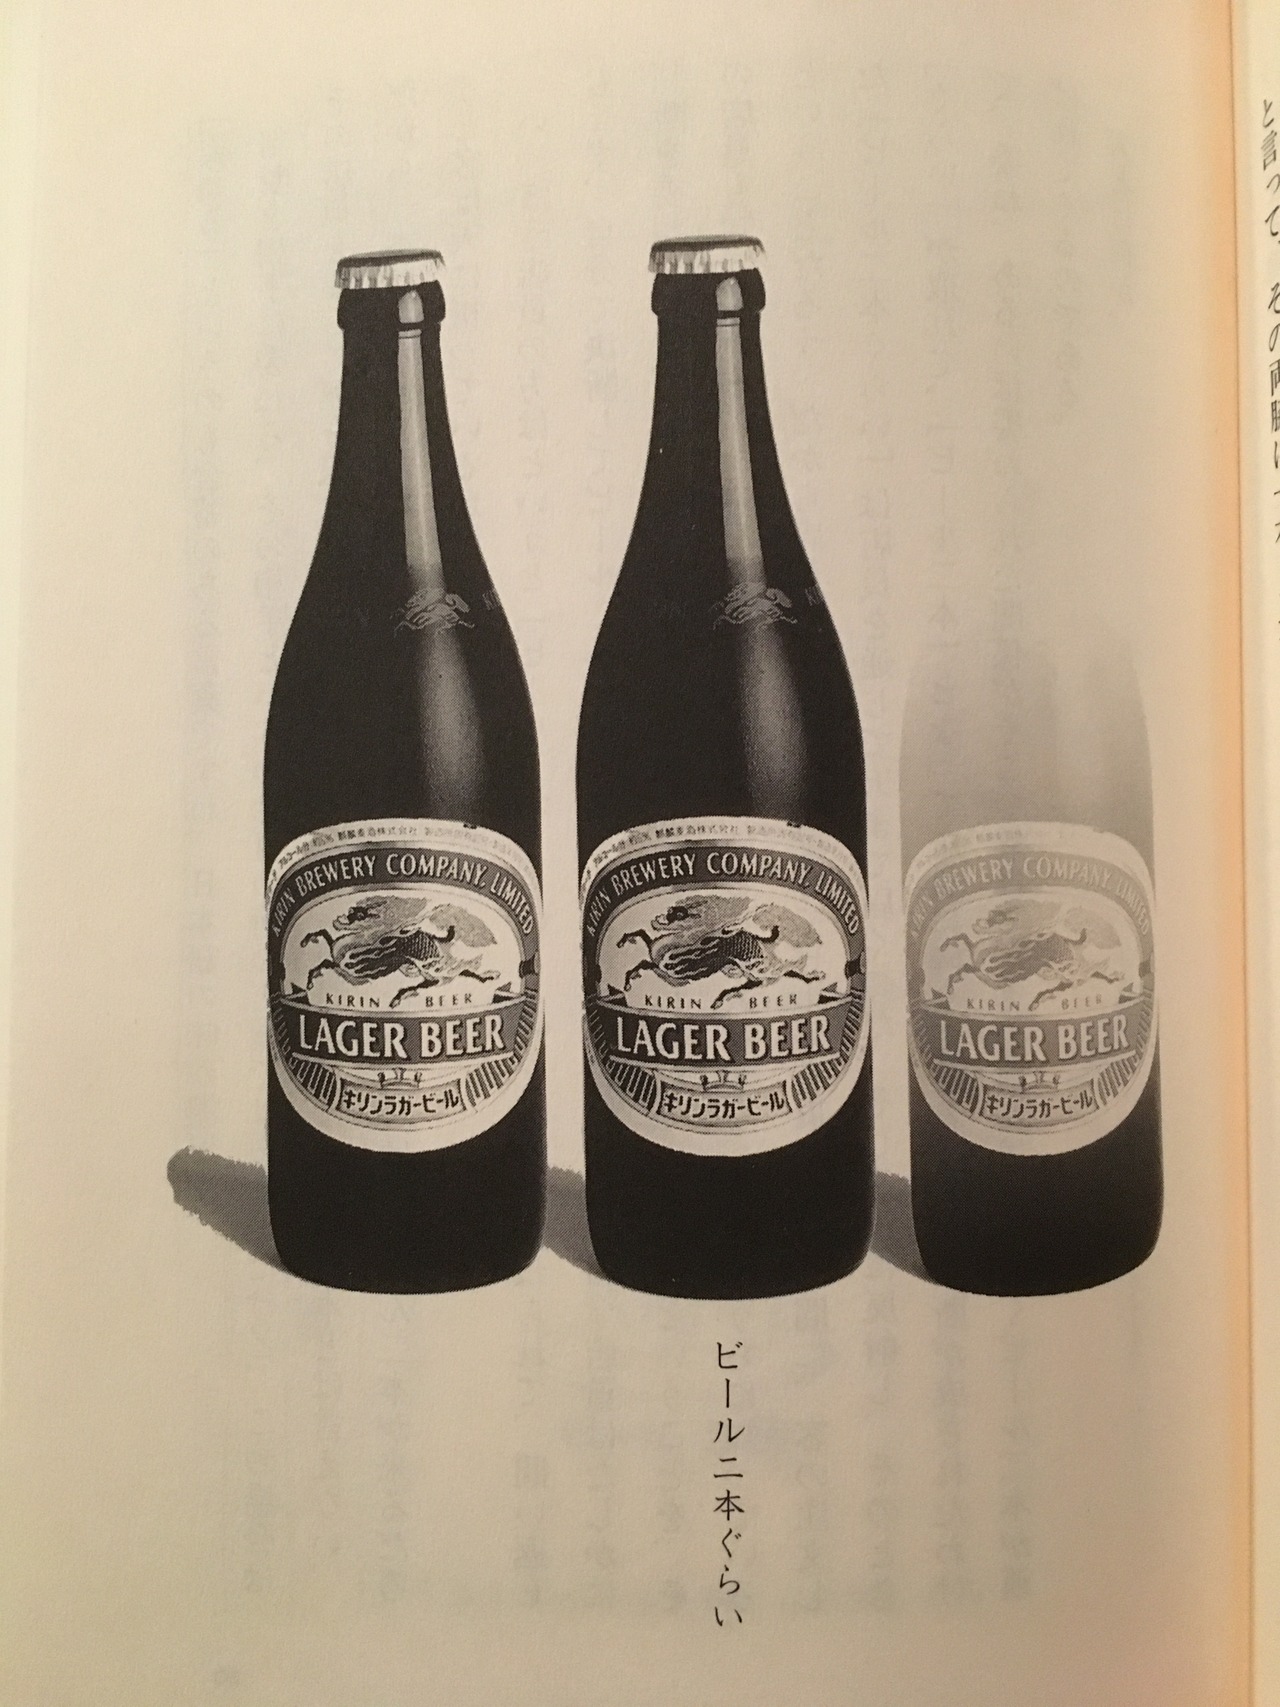 KIRIN BREWERY COMPANY, LIMITED
KIRIN BEER
LAGER BEER
キリンラガービール
KIRIN BREWERY COMPANY, LIMITED
KIRIN BEER
LAGER BEER
キリンラガービール
KIRIN BREWERY COMPANY, LIMITED
KIRIN BEER
LAGER BEER
キリンラガービール
ビール二本ぐらい
と言って、その両脇に